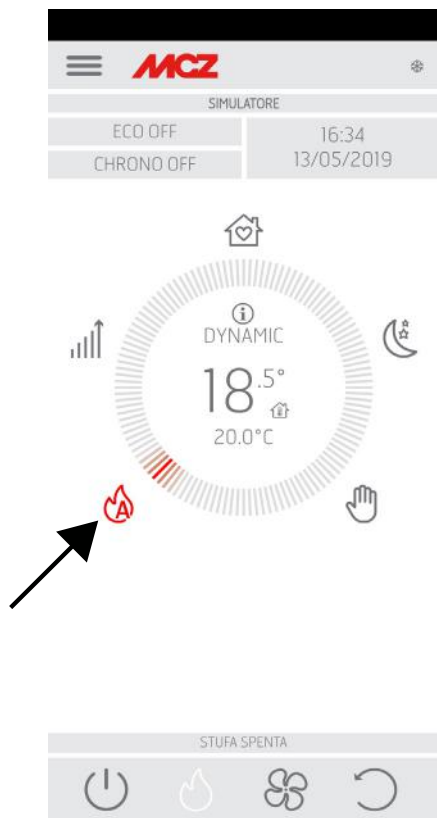 MCZ
SIMULATORE
ECO OFF
CHRONO OFF
16:34
13/05/2019
DYNAMIC
18.5°
20.0°C
A
STUFA SPENTA